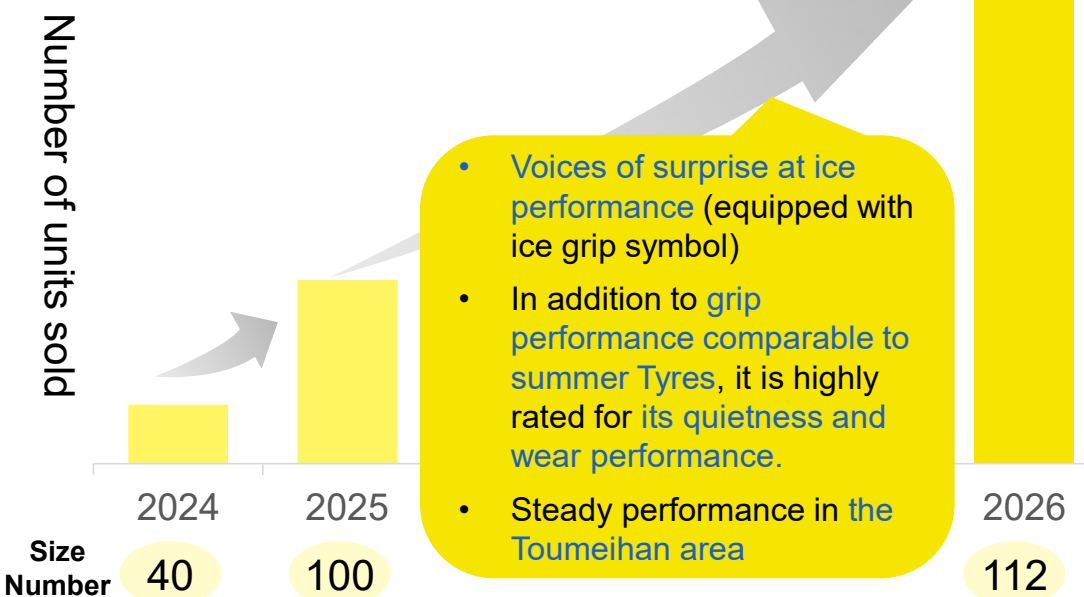 Number of units sold
• Voices of surprise at ice
performance (equipped with
ice grip symbol)
• In addition to grip
performance comparable to
summer Tyres, it is highly
rated for its quietness and
wear performance.
• Steady performance in the
Toumeihan area
2024
2025
2026
Size
Number
40
100
112